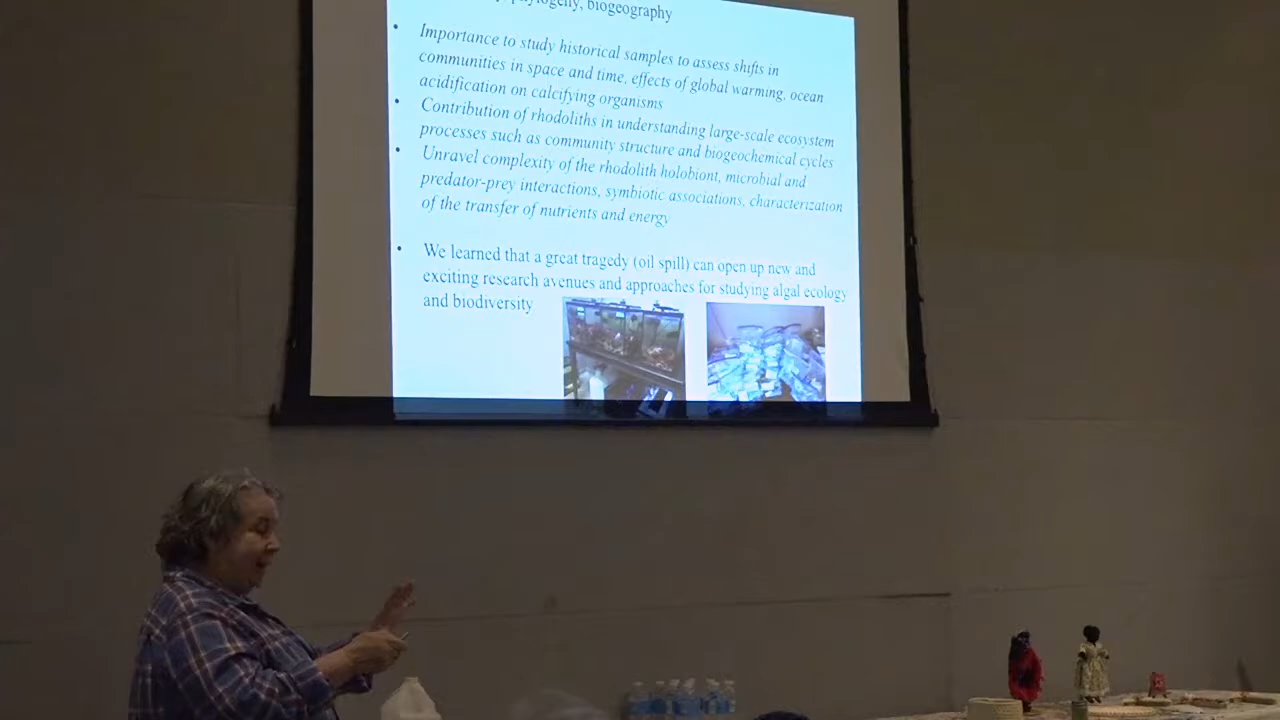 phylogeny, biogeography
• Importance to study historical samples to assess shifts in
communities in space and time, effects of global warming, ocean
acidification on calcifying organisms
• Contribution of rhodoliths in understanding large-scale ecosystem
processes such as community structure and biogeochemical cycles
• Unravel complexity of the rhodolith holobiont, microbial and
predator-prey interactions, symbiotic associations, characterization
of the transfer of nutrients and energy
• We learned that a great tragedy (oil spill) can open up new and
exciting research avenues and approaches for studying algal ecology
and biodiversity